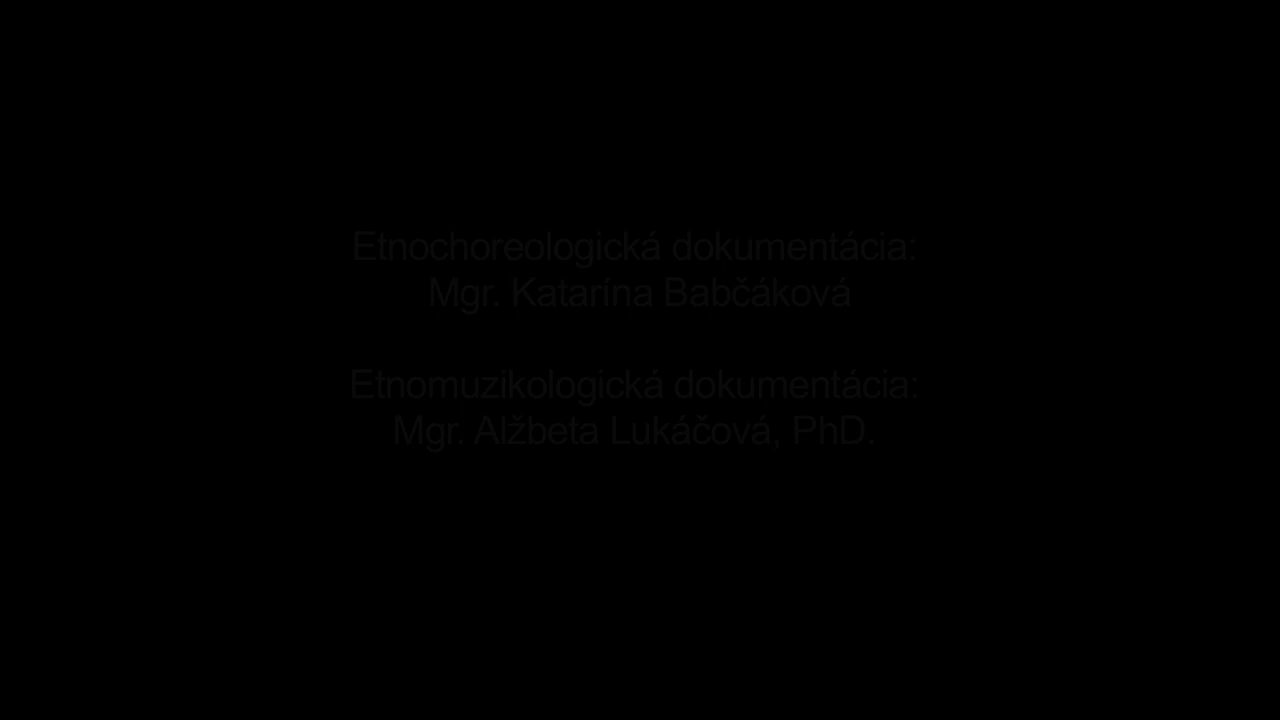 Etnochoreologická dokumentácia:
Mgr. Katarína Babčáková
Etnomuzikologická dokumentácia:
Mgr. Alžbeta Lukáčová, PhD.